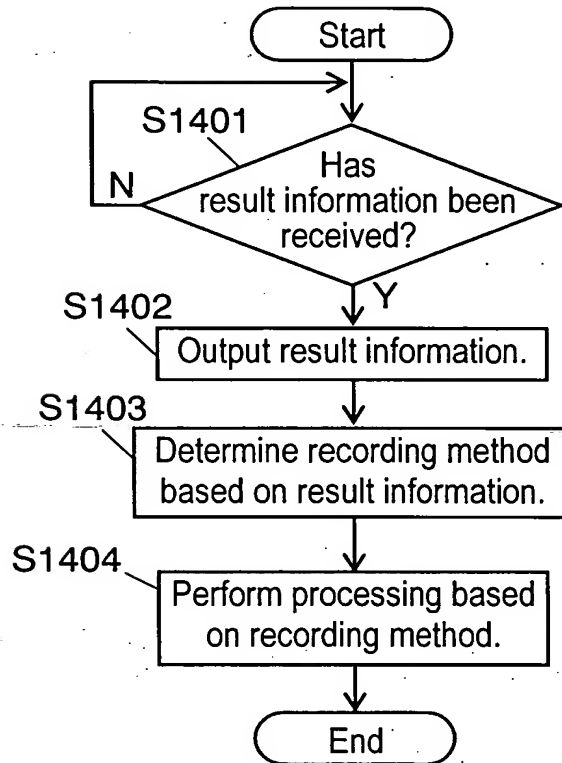 Start
S1401
Has
N
result information been
received?
Y
S1402
Output result information.
S1403
Determine recording method
based on result information.
S1404
Perform processing based
on recording method.
End